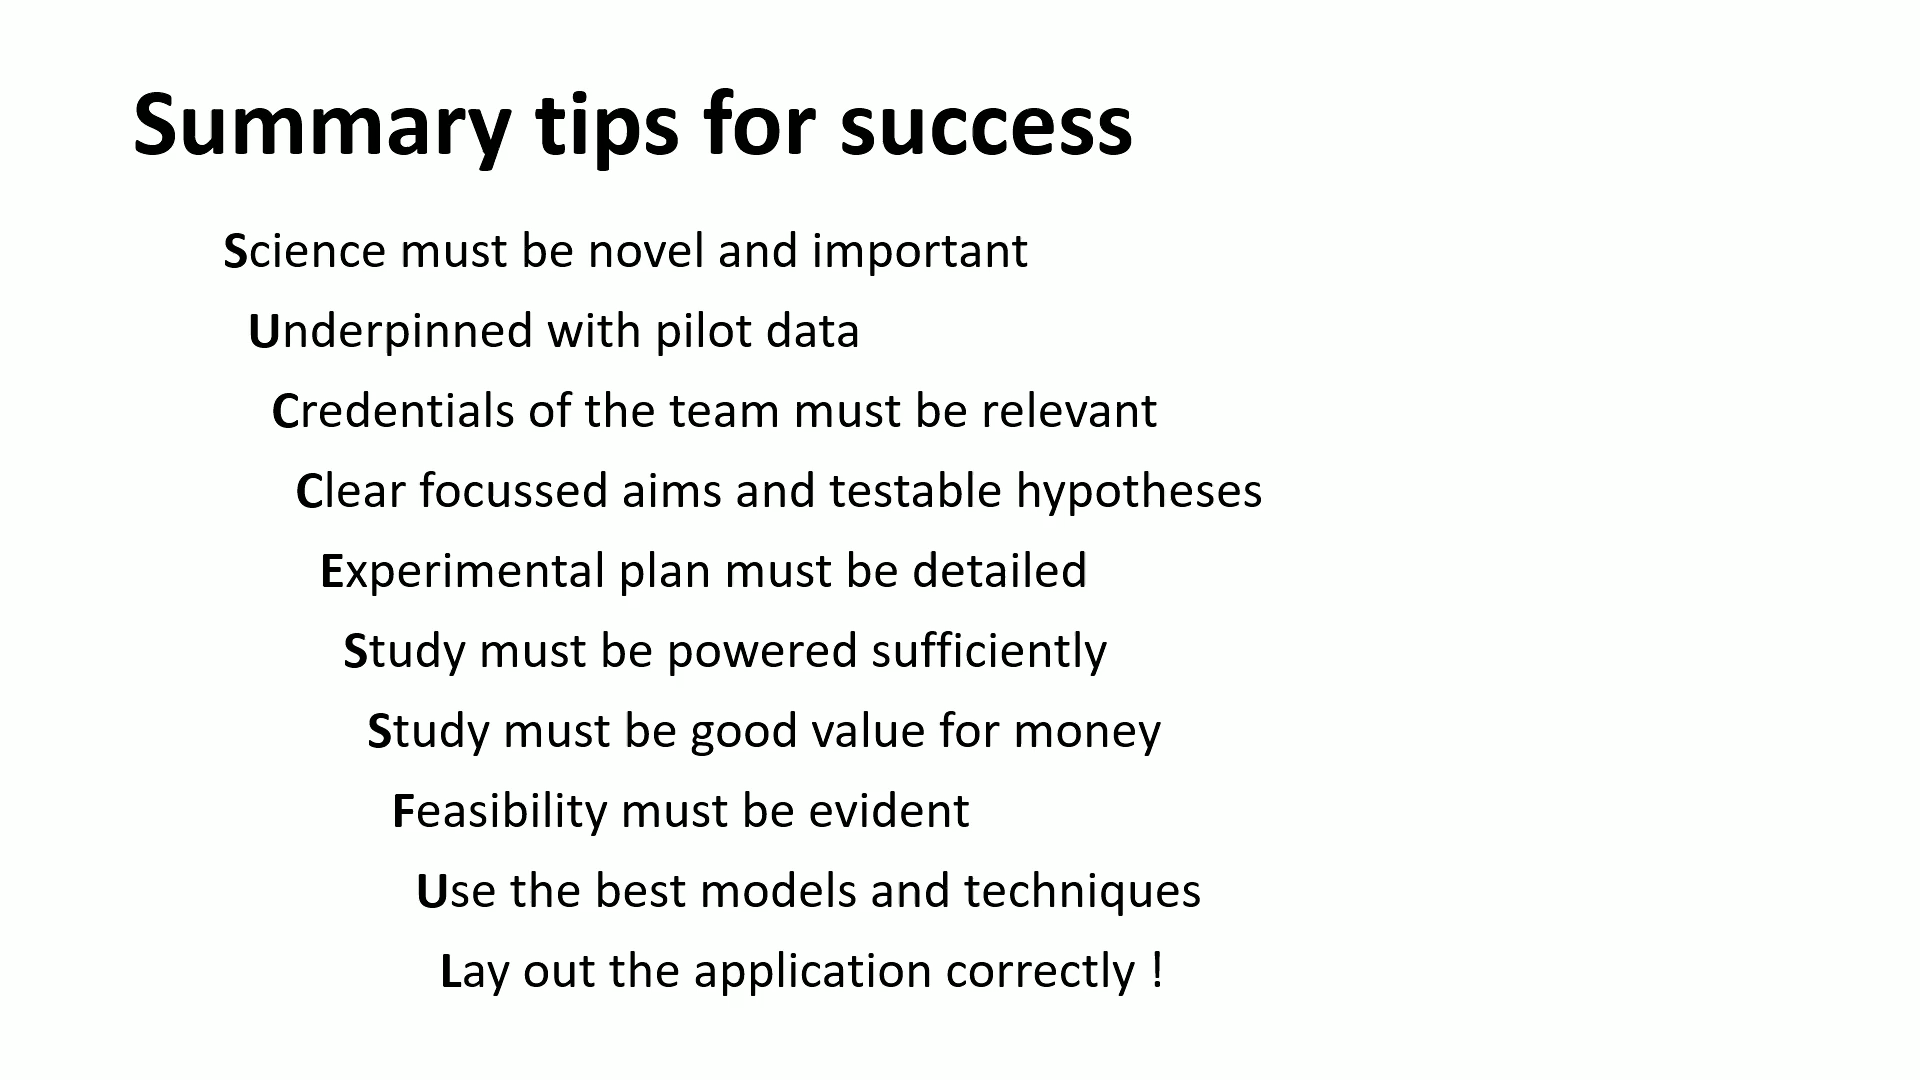 Summary tips for success
Science must be novel and important
Underpinned with pilot data
Credentials of the team must be relevant
Clear focussed aims and testable hypotheses
Experimental plan must be detailed
Study must be powered sufficiently
Study must be good value for money
Feasibility must be evident
Use the best models and techniques
Lay out the application correctly !